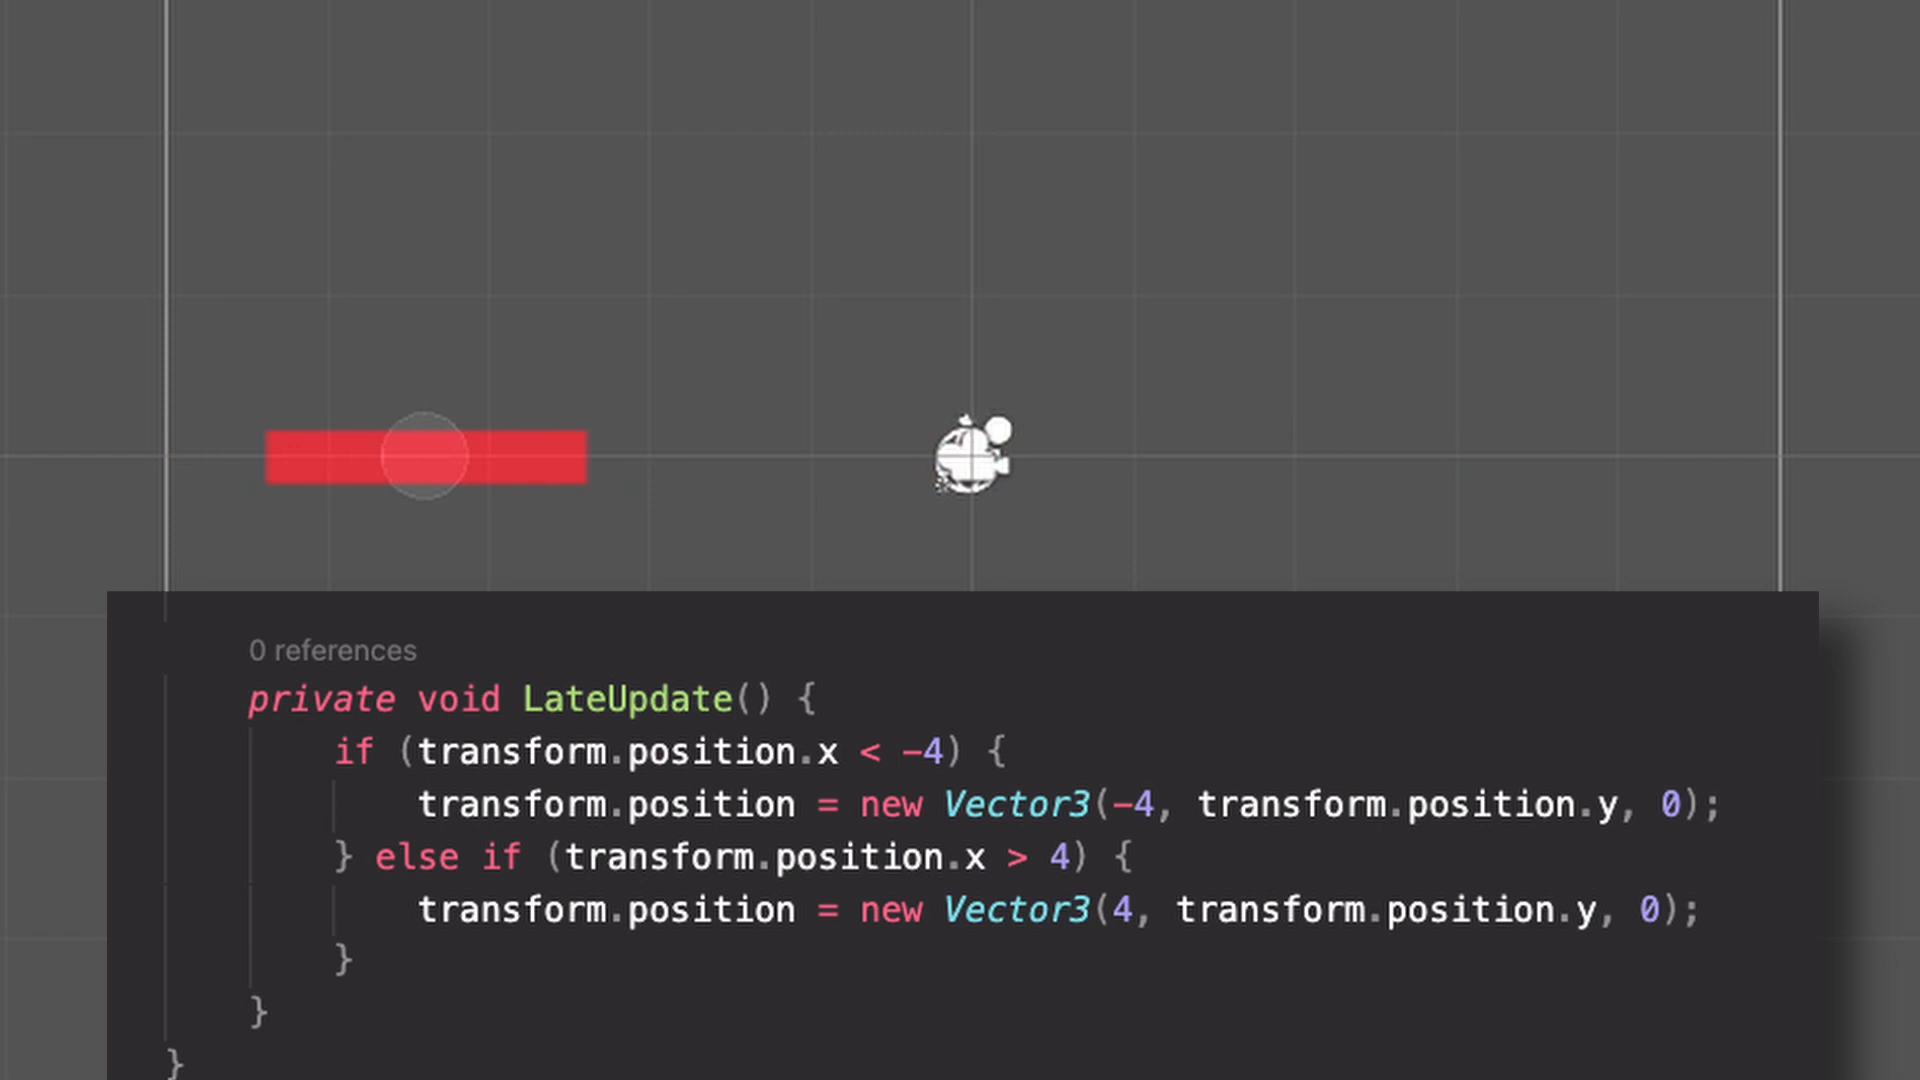 0 references
private void LateUpdate() {
if (transform.position.x < -4) {
transform.position = new Vector3(-4, transform.position.y, 0);
} else if (transform.position.x > 4) {
transform.position = new Vector3(4, transform.position.y, 0);
}
}
}